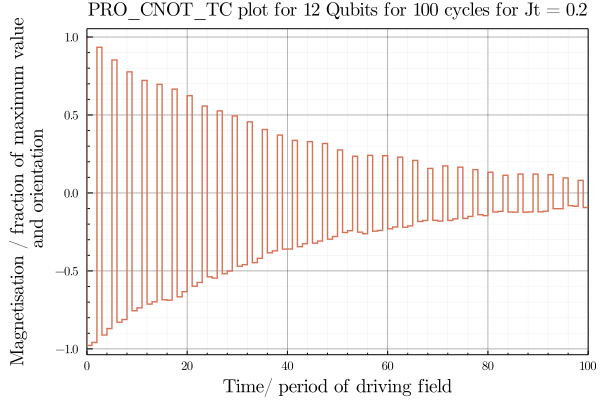 PRO_CNOT_TC plot for 12 Qubits for 100 cycles for Jt = 0.2
Magnetisation / fraction of maximum value
and orientation
1.0
0.5
0.0
−0.5
−1.0
0 20 40 60 80 100
Time/ period of driving field